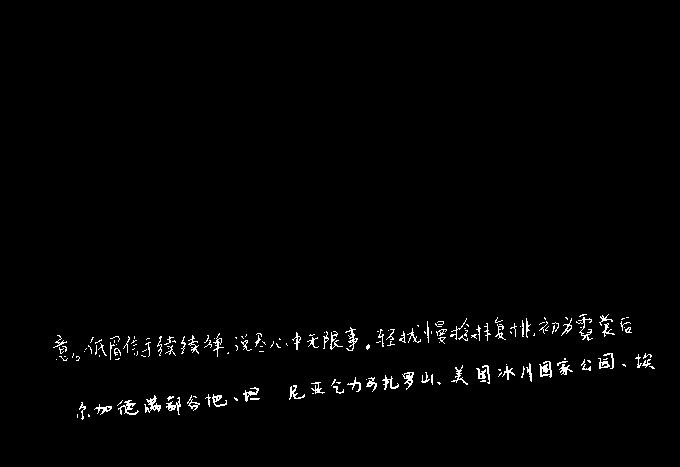 意。低眉信手续续弹,说尽心中无限事。轻拢慢捻抹复挑,初为霓裳后
尔加德满都谷地、坦 尼亚乞力马扎罗山、美国冰川国家公园、埃